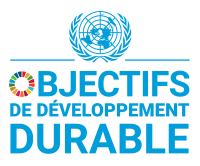 OBJECTIFS
DE DÉVELOPPEMENT
DURABLE